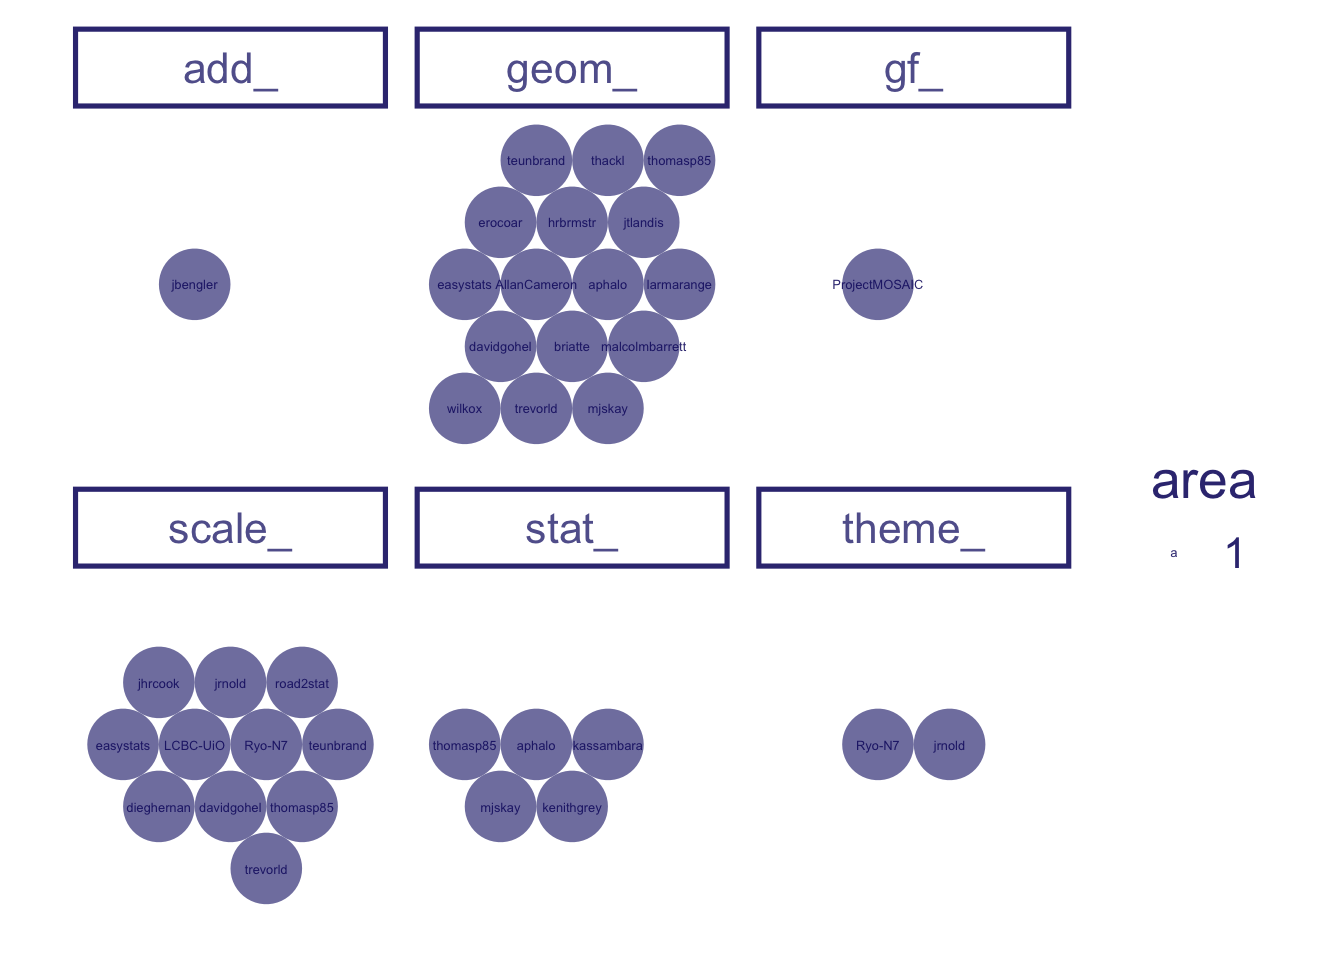 add_
geom_
gf_
teunbrand thackl thomasp85
erocoar hrbrmstr jtlandis
jbengler
easystats AllanCameron aphalo larmarange
ProjectMOSAIC
davidgohel briatte malcolmbarrett
wilkox trevorld mjskay
scale_
stat_
theme_
jhrcook jrnold road2stat
easystats LCBC-UiO Ryo-N7 teunbrand
dieghernan davidgohel thomasp85
trevorld
thomasp85 aphalo kassambara
mjskay kenithgrey
Ryo-N7 jrnold
area
a 1